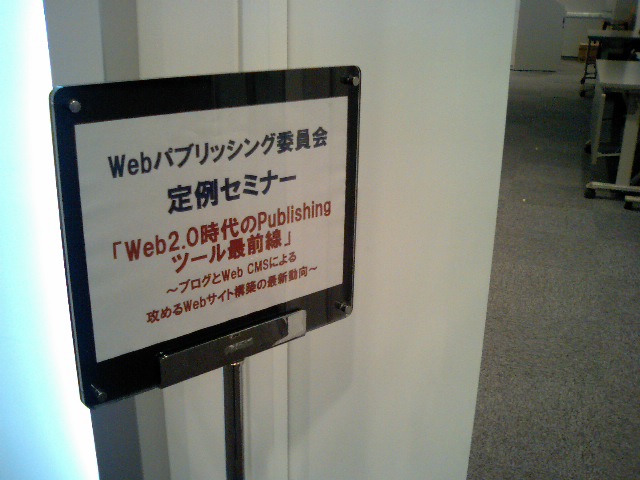 Webパブリッシング委員会
定例セミナー
「Web2.0時代のPublishing
ツール最前線」
～ブログとWeb CMSによる
攻めるWebサイト構築の最新動向～